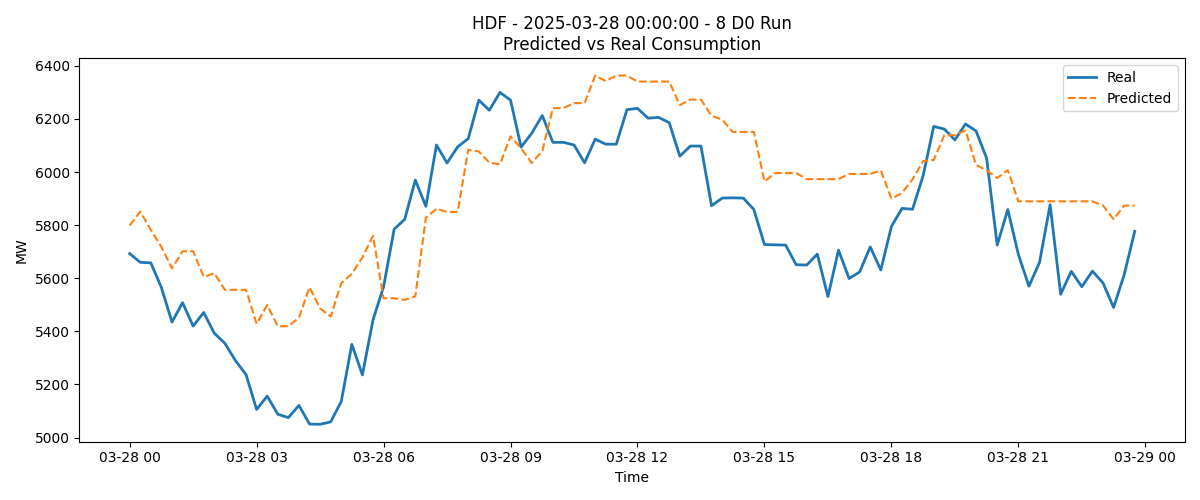 HDF - 2025-03-28 00:00:00 - 8 D0 Run
Predicted vs Real Consumption
Real
Predicted
MW
6400
6200
6000
5800
5600
5400
5200
5000
03-28 00
03-28 03
03-28 06
03-28 09
03-28 12
03-28 15
03-28 18
03-28 21
03-29 00
Time